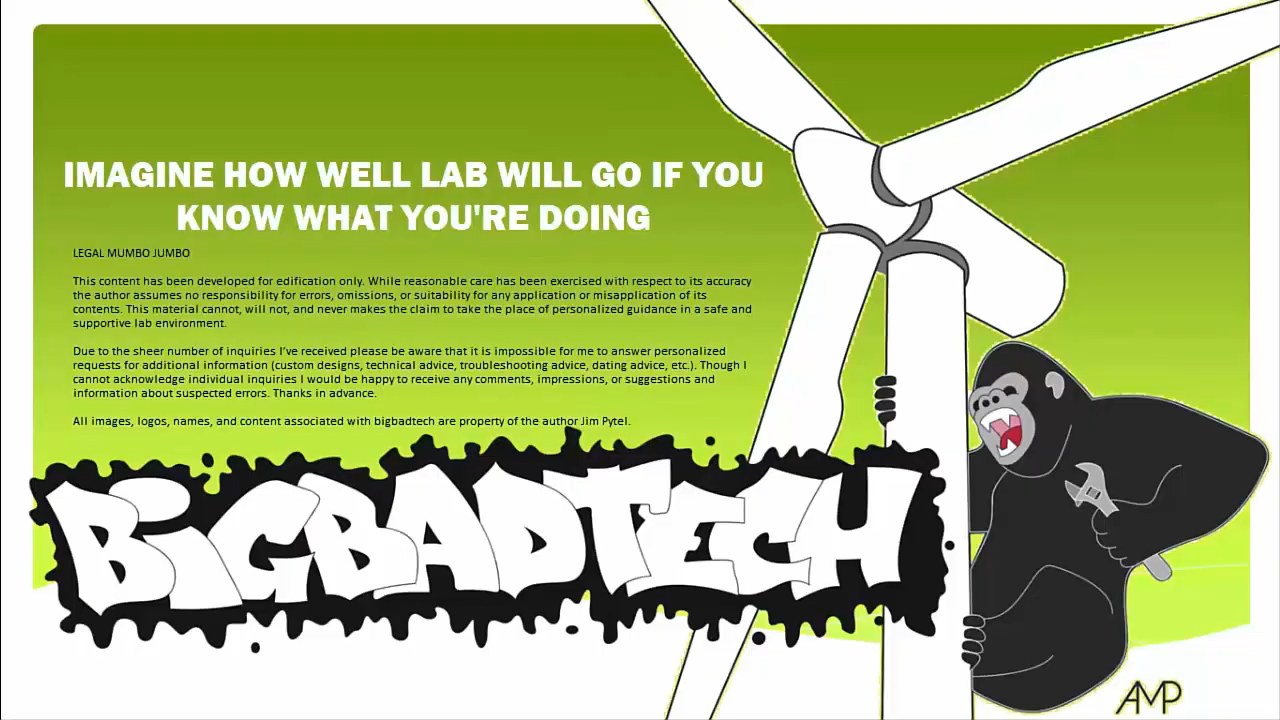 IMAGINE HOW WELL LAB WILL GO IF YOU
KNOW WHAT YOU'RE DOING
LEGAL MUMBO JUMBO
This content has been developed for edification only. While reasonable care has been exercised with respect to its accuracy
the author assumes no responsibility for errors, omissions, or suitability for any application or misapplication of its
contents. This material cannot, will not, and never makes the claim to take the place of personalized guidance in a safe and
supportive lab environment.
Due to the sheer number of inquiries I've received please be aware that it is impossible for me to answer personalized
requests for additional information (custom designs, technical advice, troubleshooting advice, dating advice, etc.). Though I
cannot acknowledge individual inquiries I would be happy to receive any comments, impressions, or suggestions and
information about suspected errors. Thanks in advance.
All images, logos, names, and content associated with bigbadtech are property of the author Jim Pytel.
BiGBADTECH
AMP